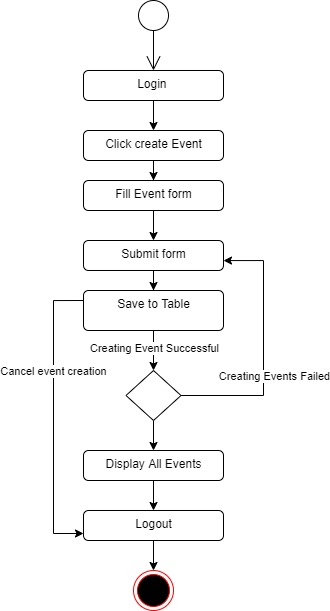 Login
Click create Event
Fill Event form
Submit form
Save to Table
Creating Event Successful
Cancel event creation
Creating Events Failed
Display All Events
Logout